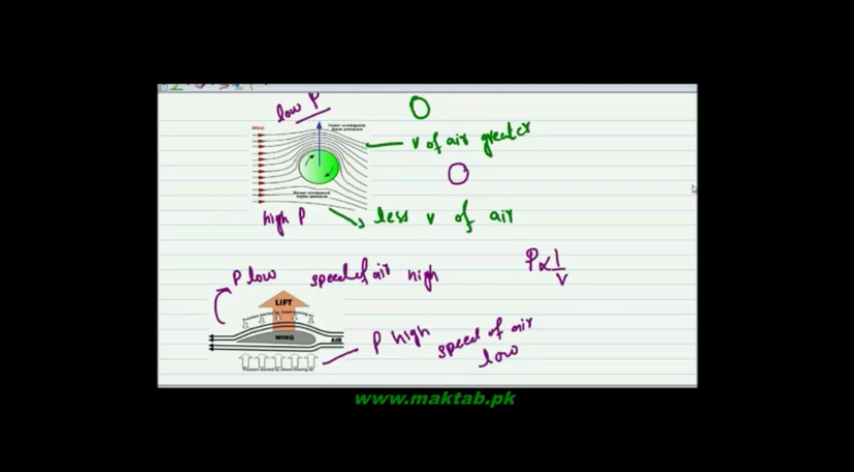 low P
Wind
v of air greater
high P
less v of air
P low speed of air high
P ∝ 1/v
LIFT
WING
AIR
P high speed of air
low
www.maktab.pk